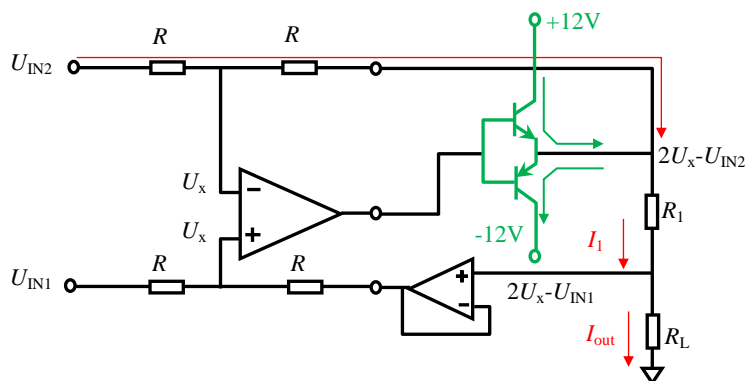 +12V
R
R
U_IN2
2U_x-U_IN2
U_x
−
R_1
U_x
+
-12V
I_1
U_IN1
R
R
+
−
2U_x-U_IN1
I_out
R_L